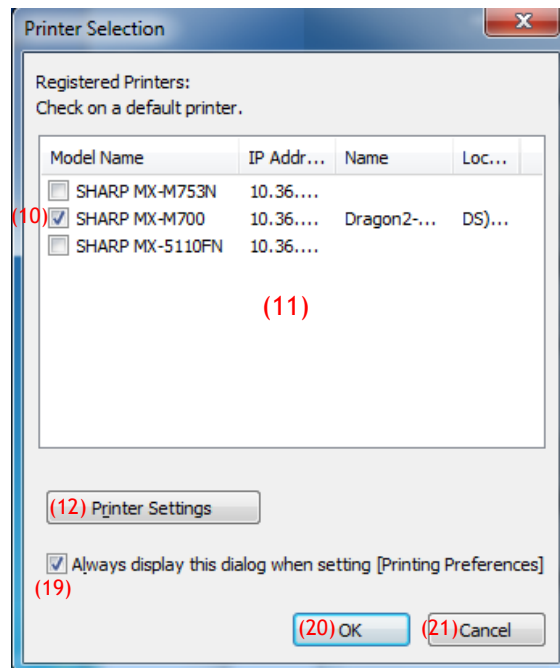 Printer Selection
x
Registered Printers:
Check on a default printer.
Model Name IP Addr... Name Loc...
SHARP MX-M753N 10.36....
(10) SHARP MX-M700 10.36.... Dragon2-... DS)...
SHARP MX-5110FN 10.36....
(11)
(12) Printer Settings
Always display this dialog when setting [Printing Preferences]
(19)
(20) OK (21) Cancel